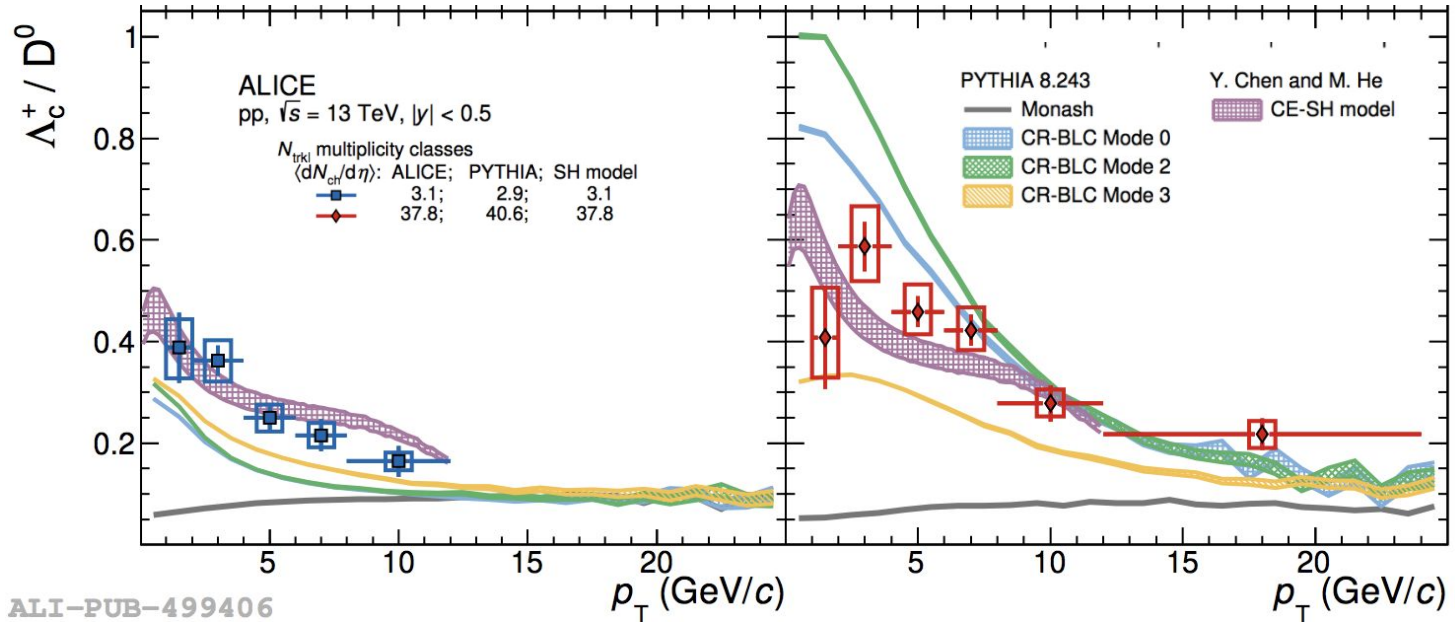 Λc+ / D0
1
0.8
0.6
0.4
0.2
ALICE
pp, √s = 13 TeV, |y| < 0.5
Ntrkl multiplicity classes
⟨dNch/dη⟩: ALICE; PYTHIA; SH model
3.1; 2.9; 3.1
37.8; 40.6; 37.8
PYTHIA 8.243
Monash
CR-BLC Mode 0
CR-BLC Mode 2
CR-BLC Mode 3
Y. Chen and M. He
CE-SH model
5 10 20
pT (GeV/c)
5 10 15 20
pT (GeV/c)
ALI-PUB-499406